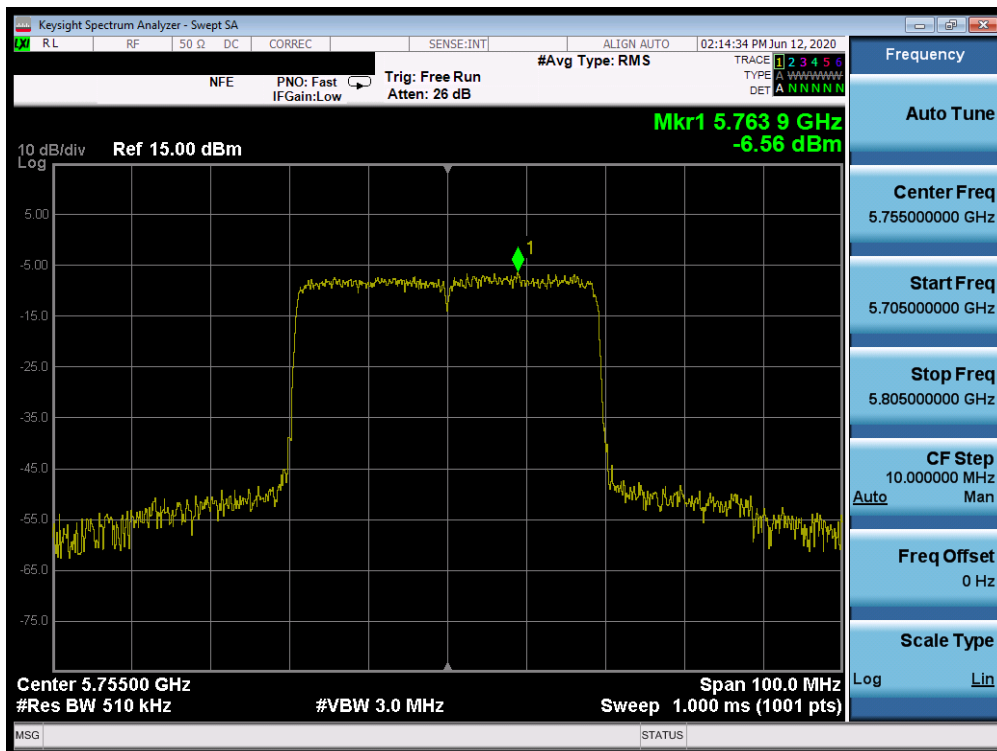 Keysight Spectrum Analyzer - Swept SA
LXI RL RF 50 Ω DC CORREC SENSE:INT ALIGN AUTO 02:14:34 PM Jun 12, 2020
NFE PNO: Fast Trig: Free Run #Avg Type: RMS TRACE 1 2 3 4 5 6
IFGain:Low Atten: 26 dB TYPE A WWWWW
DET A N N N N N
Mkr1 5.763 9 GHz
-6.56 dBm
10 dB/div Ref 15.00 dBm
Log
1
5.00
-5.00
-15.0
-25.0
-35.0
-45.0
-55.0
-65.0
-75.0
Center 5.75500 GHz Span 100.0 MHz
#Res BW 510 kHz #VBW 3.0 MHz Sweep 1.000 ms (1001 pts)
MSG STATUS
Frequency
Auto Tune
Center Freq
5.755000000 GHz
Start Freq
5.705000000 GHz
Stop Freq
5.805000000 GHz
CF Step
10.000000 MHz
Auto Man
Freq Offset
0 Hz
Scale Type
Log Lin